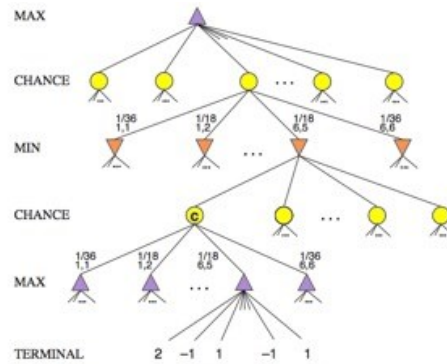 MAX
CHANCE
1/36 1/18 1/18 1/36
1,1 1,2 6,5 6,6
MIN
CHANCE
C
1/36 1/18 1/18 1/36
1,1 1,2 6,5 6,6
MAX
TERMINAL 2 −1 1 −1 1